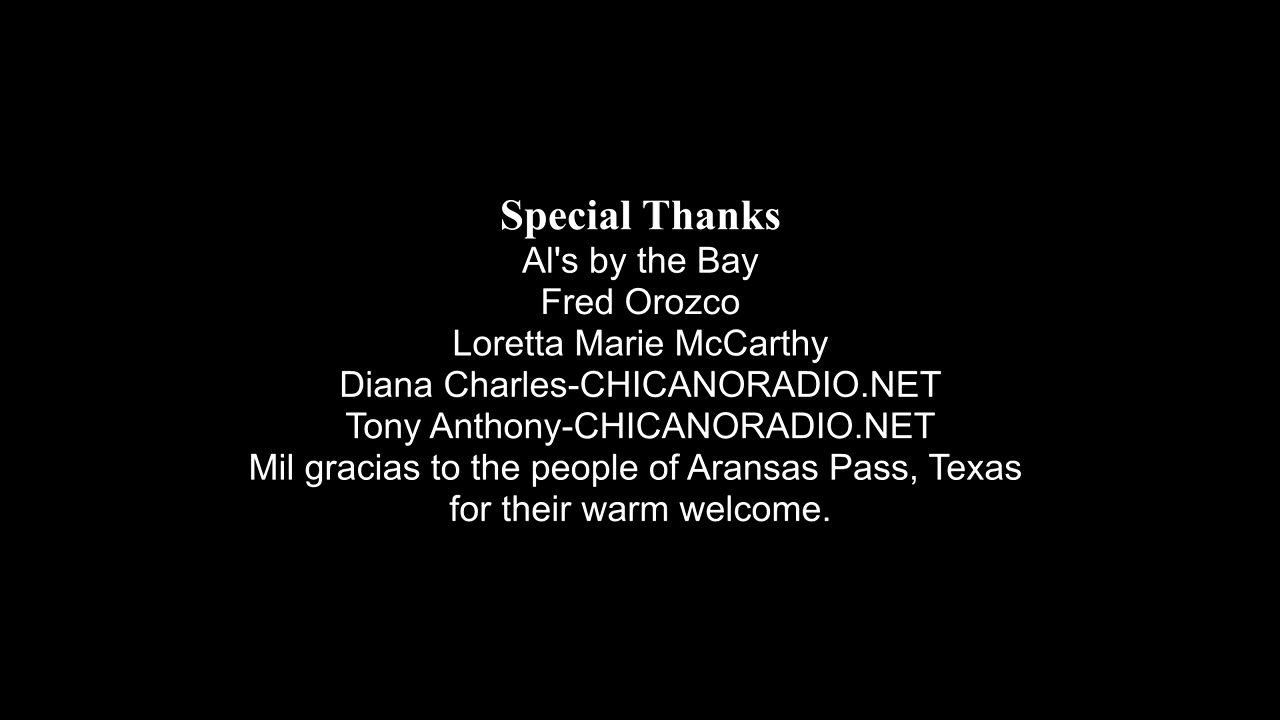 Special Thanks
Al's by the Bay
Fred Orozco
Loretta Marie McCarthy
Diana Charles-CHICANORADIO.NET
Tony Anthony-CHICANORADIO.NET
Mil gracias to the people of Aransas Pass, Texas
for their warm welcome.